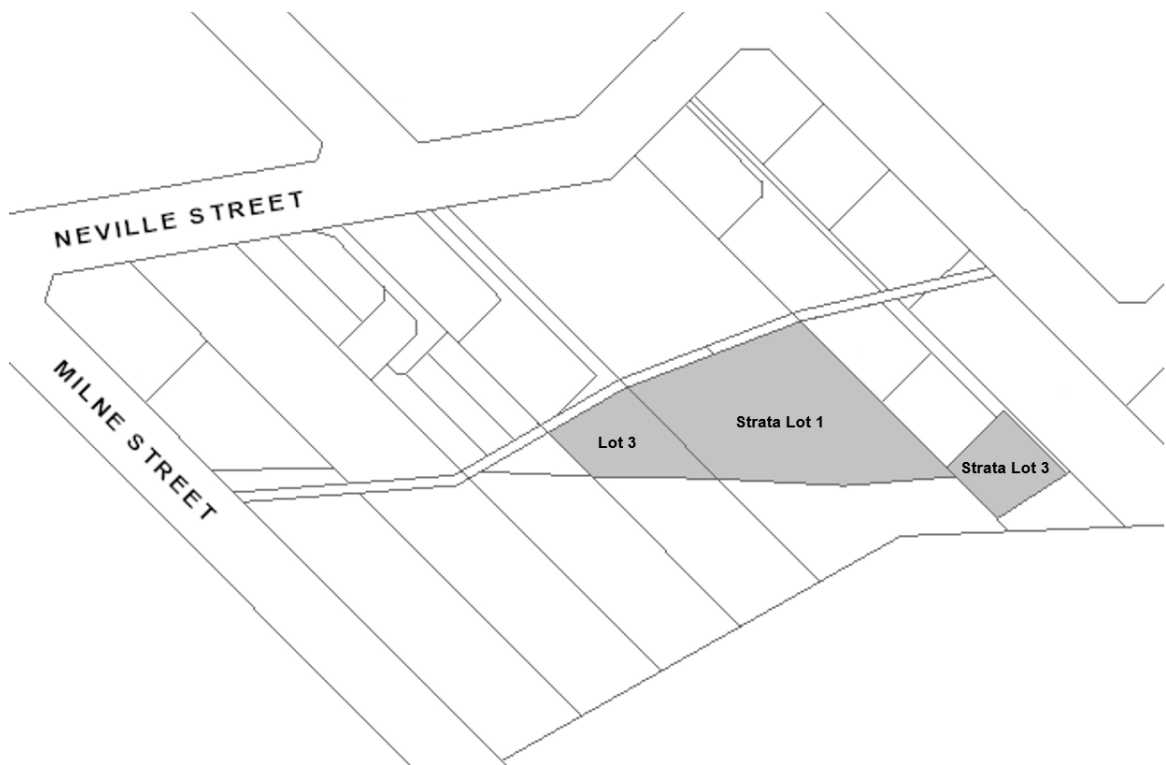 NEVILLE STREET
MILNE STREET
Strata Lot 1
Lot 3
Strata Lot 3